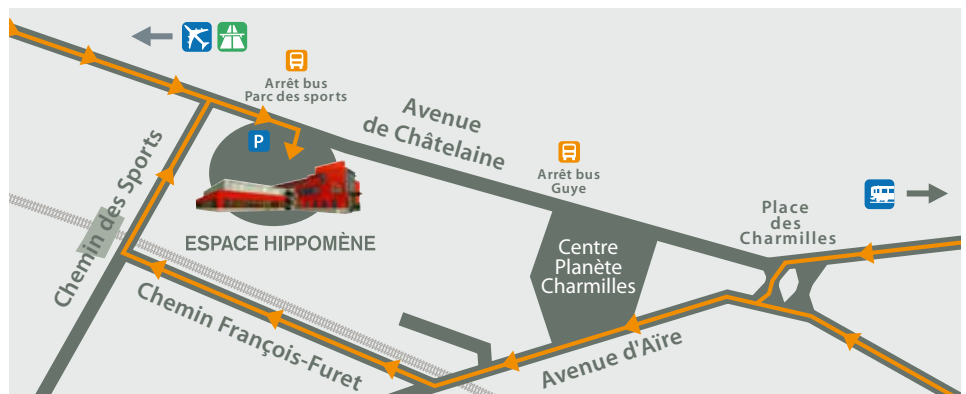 Arrêt bus
Parc des sports
Avenue
de Châtelaine
P
Arrêt bus
Guye
Chemin des Sports
Place
des
Charmilles
ESPACE HIPPOMÈNE
Centre
Planète
Charmilles
Chemin François-Furet
Avenue d'Aïre